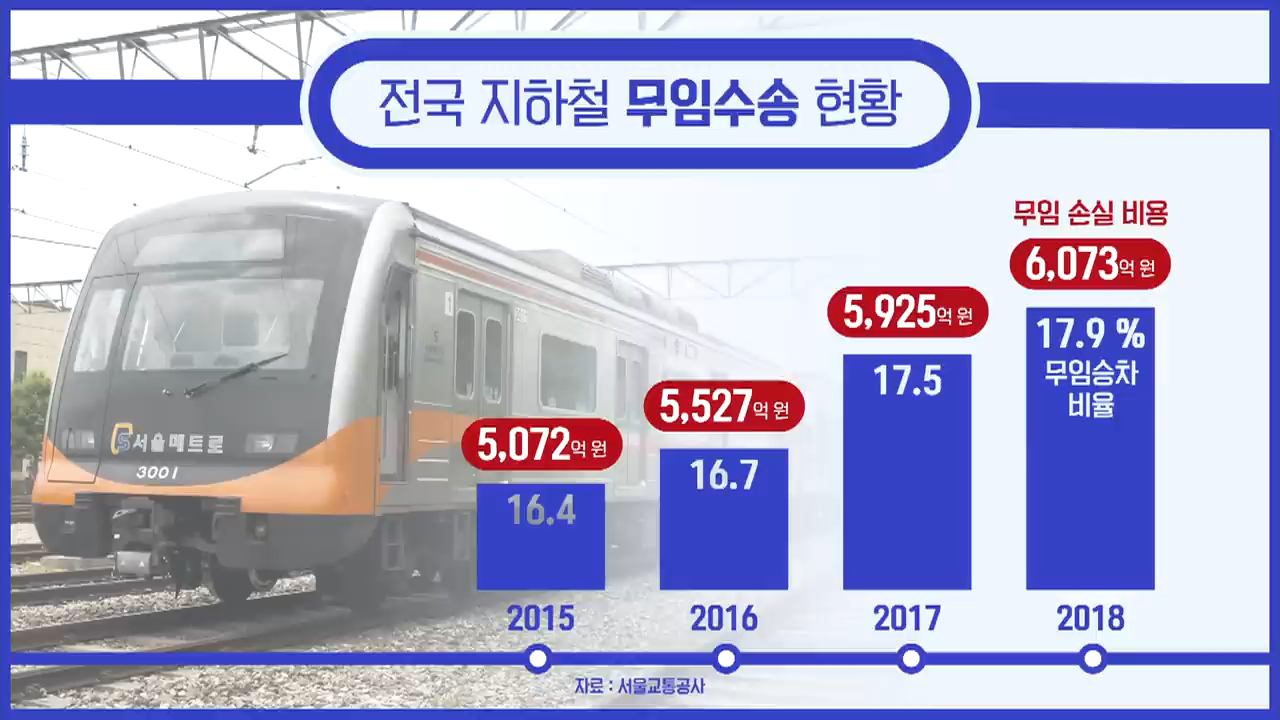 전국 지하철 무임수송 현황
무임 손실 비용
6,073억 원
17.9 %
무임승차
비율
5,925억 원
17.5
5,527억 원
16.7
5,072억 원
16.4
서울메트로
3001
2015 2016 2017 2018
자료 : 서울교통공사